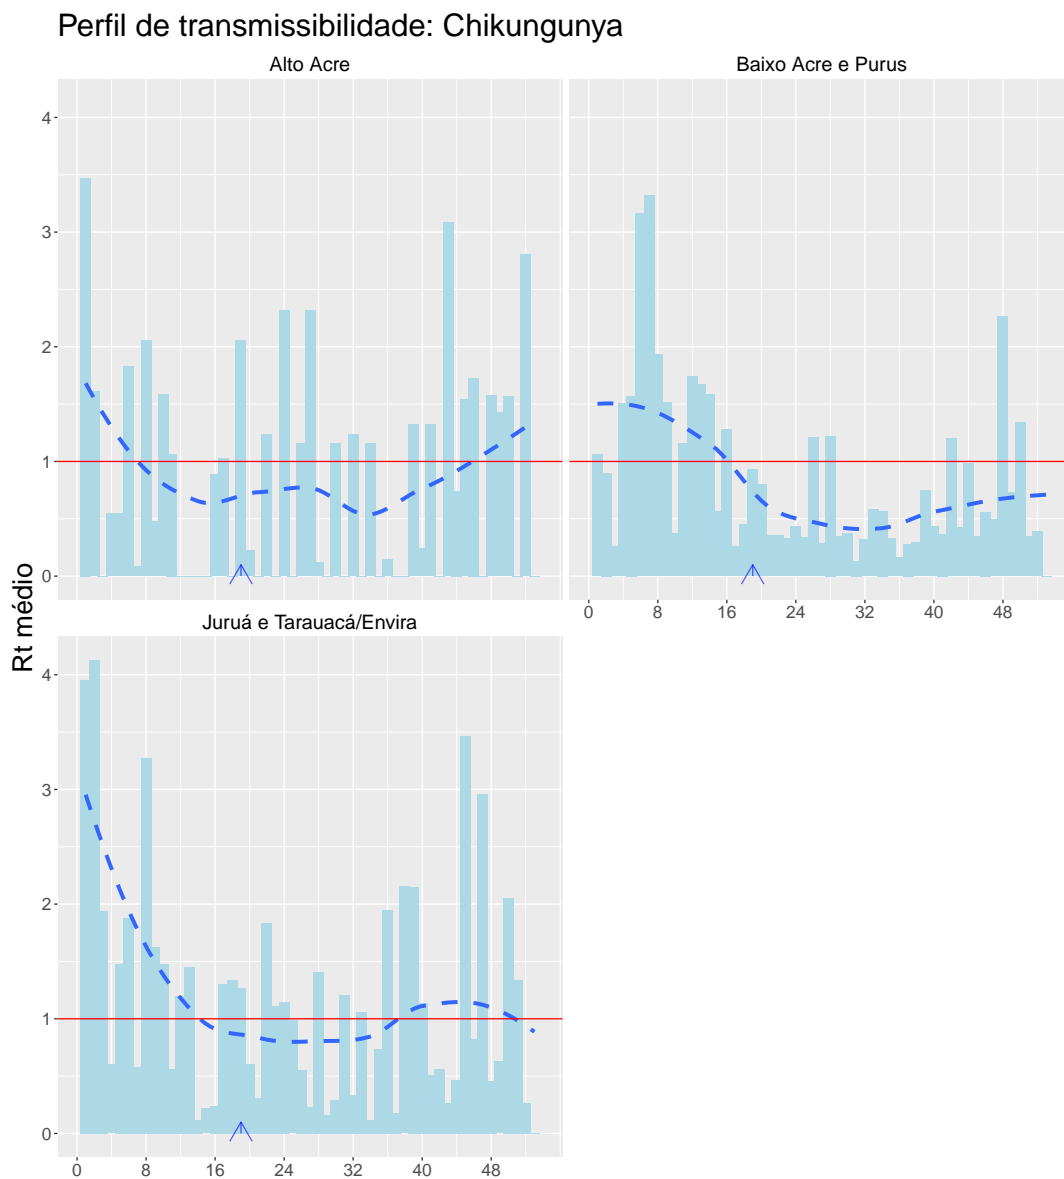 Perfil de transmissibilidade: Chikungunya
Alto Acre
Baixo Acre e Purus
4
3
2
1
0
0 8 16 24 32 40 48
Juruá e Tarauacá/Envira
Rt médio
4
3
2
1
0
0 8 16 24 32 40 48